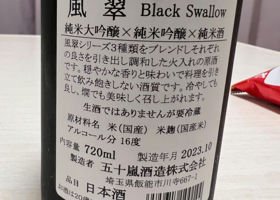 風翠 Black Swallow
純米大吟醸×純米吟醸×純米酒
風翠シリーズ3種類をブレンドしそれぞれ
の良さを引き出し調和した火入れの原酒
です。穏やかな香りと味わいで料理を引き
立て飲み飽きしない酒質です。冷やしても
良し、燗でも美味しく召し上がれます。
生酒ではありませんが要冷蔵
原材料名 米(国産) 米麹(国産米)
アルコール分 16度
内容量 720ml 製造年月 2023.10
製造者 五十嵐酒造株式会社
埼玉県飯能市川寺667-1
品目 日本酒
お酒は20歳